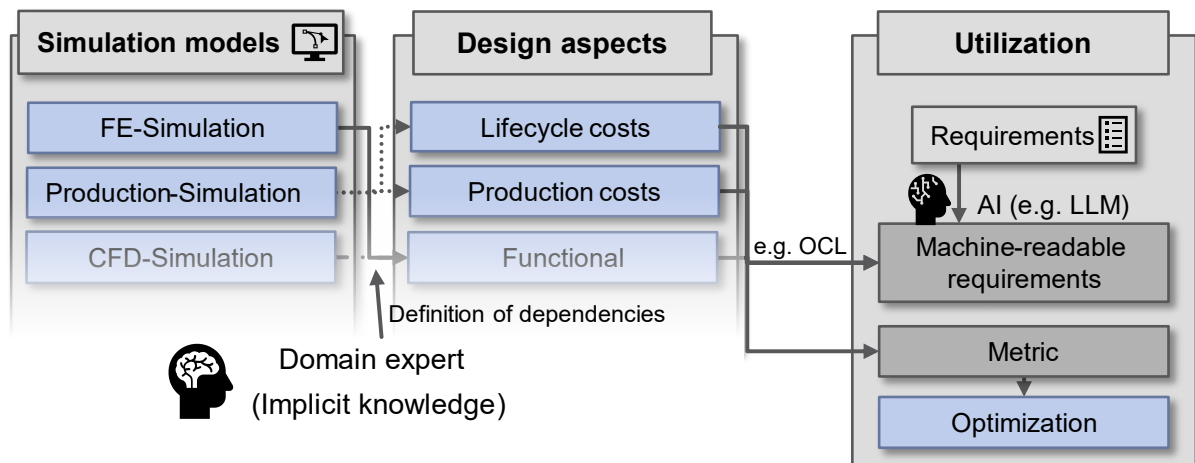 Simulation models
FE-Simulation
Production-Simulation
CFD-Simulation
Design aspects
Lifecycle costs
Production costs
Functional
Definition of dependencies
Domain expert
(Implicit knowledge)
e.g. OCL
Utilization
Requirements
AI (e.g. LLM)
Machine-readable
requirements
Metric
Optimization